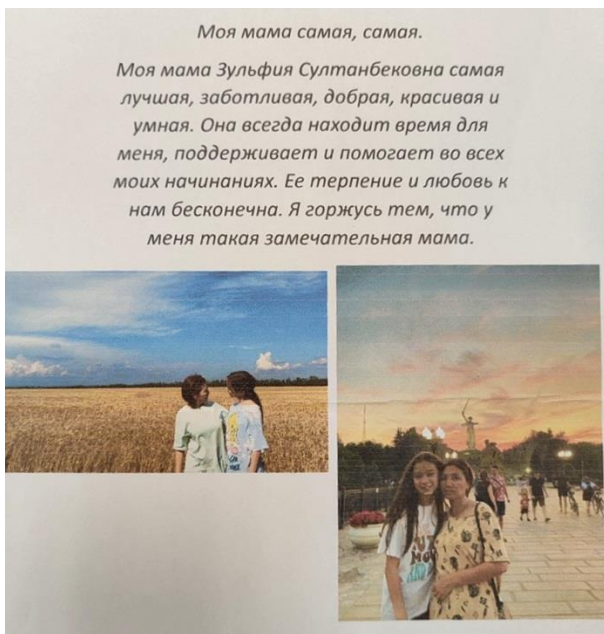 Моя мама самая, самая.
Моя мама Зульфия Султанбековна самая
лучшая, заботливая, добрая, красивая и
умная. Она всегда находит время для
меня, поддерживает и помогает во всех
моих начинаниях. Ее терпение и любовь к
нам бесконечна. Я горжусь тем, что у
меня такая замечательная мама.